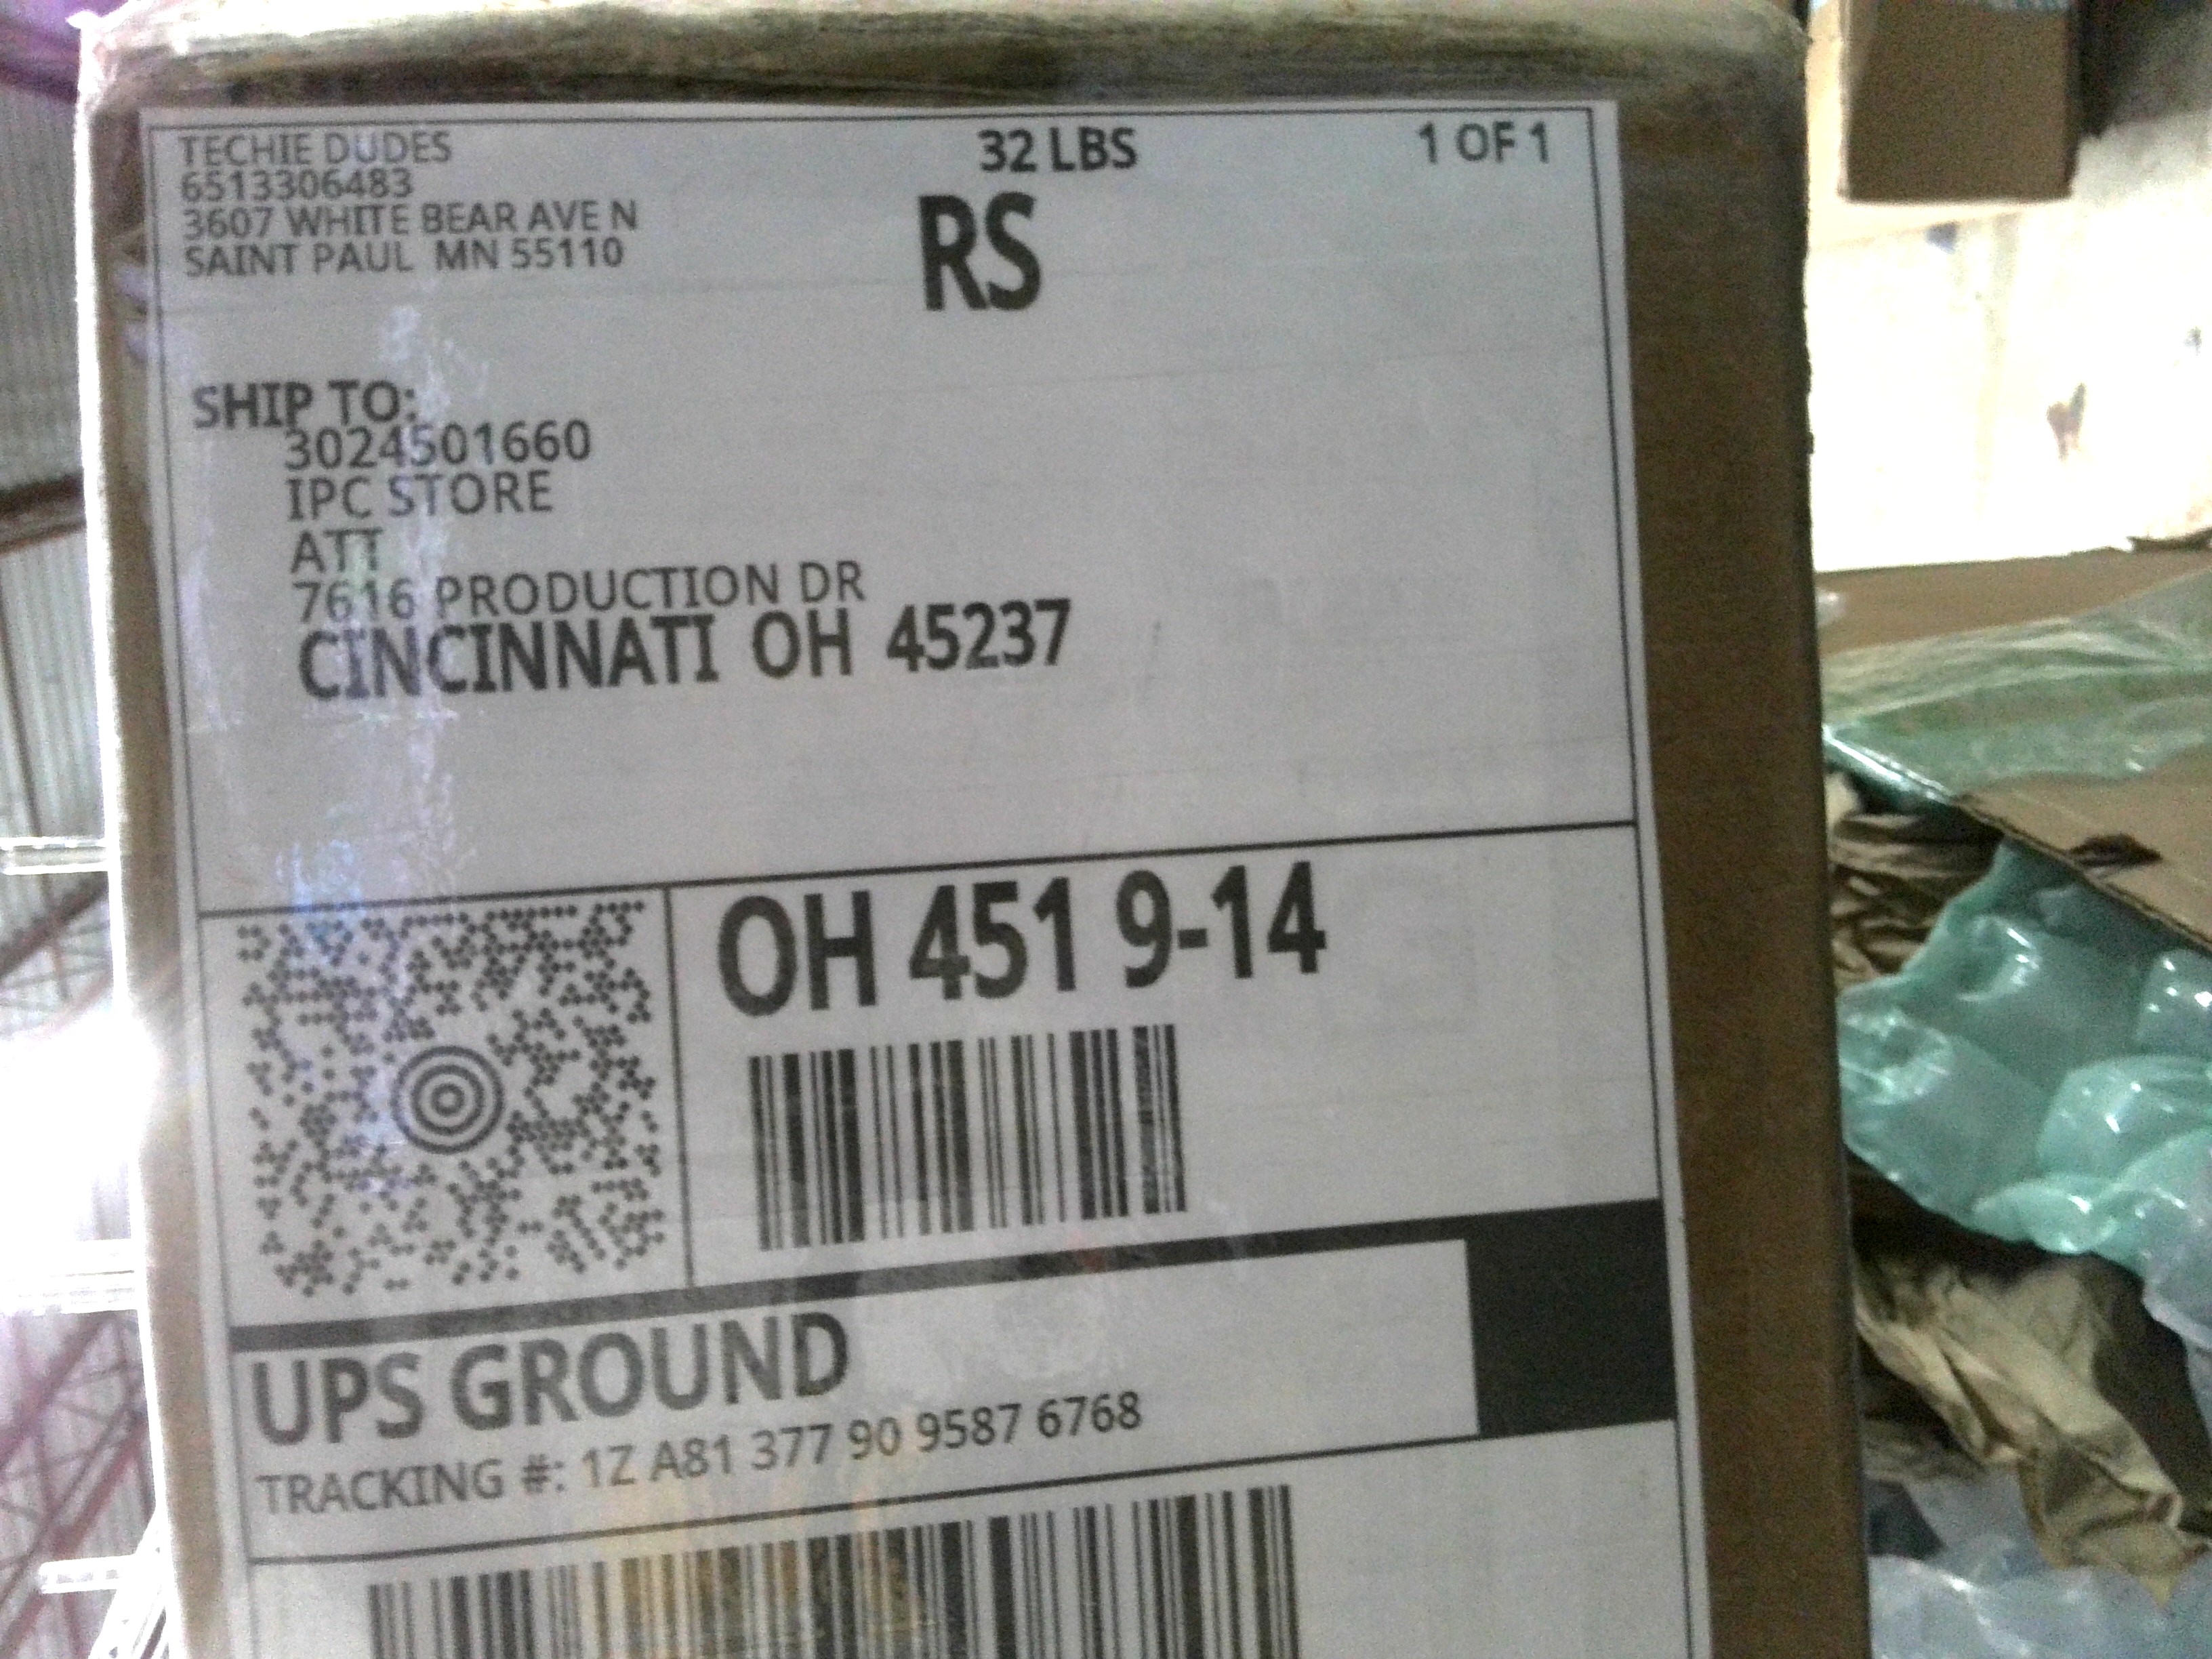 TECHIE DUDES
6513306483
3607 WHITE BEAR AVE N
SAINT PAUL MN 55110
32 LBS
1 OF 1
RS
SHIP TO:
3024501660
IPC STORE
ATT
7616 PRODUCTION DR
CINCINNATI OH 45237
OH 451 9-14
UPS GROUND
TRACKING #: 1Z A81 377 90 9587 6768